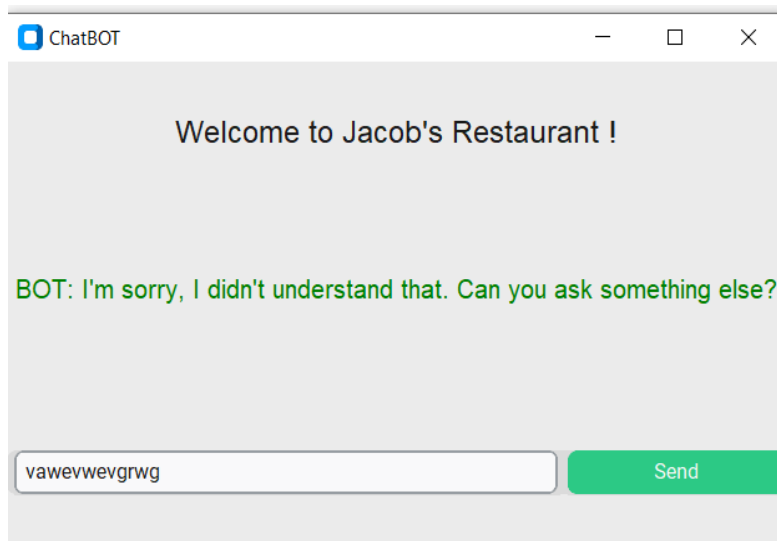 ChatBOT
Welcome to Jacob's Restaurant !
BOT: I'm sorry, I didn't understand that. Can you ask something else?
vawevwevgrwg
Send